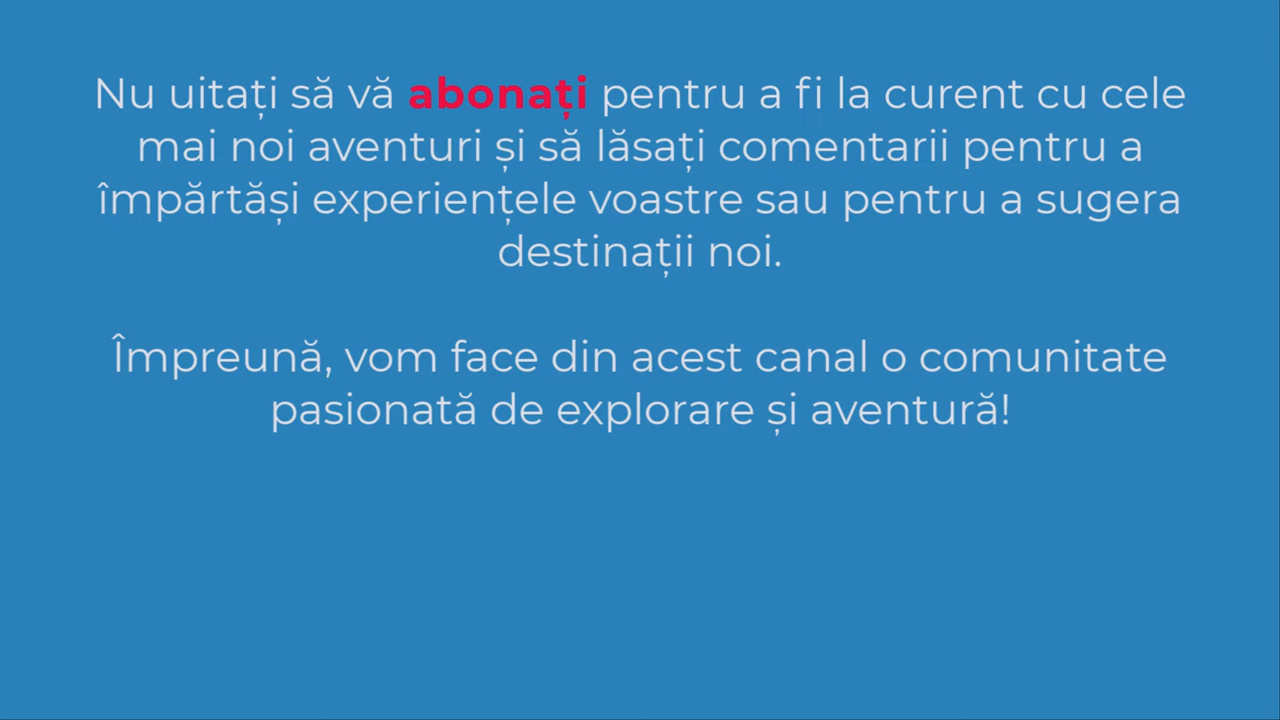 Nu uitați să vă abonați pentru a fi la curent cu cele
mai noi aventuri și să lăsați comentarii pentru a
împărtăși experiențele voastre sau pentru a sugera
destinații noi.
Împreună, vom face din acest canal o comunitate
pasionată de explorare și aventură!